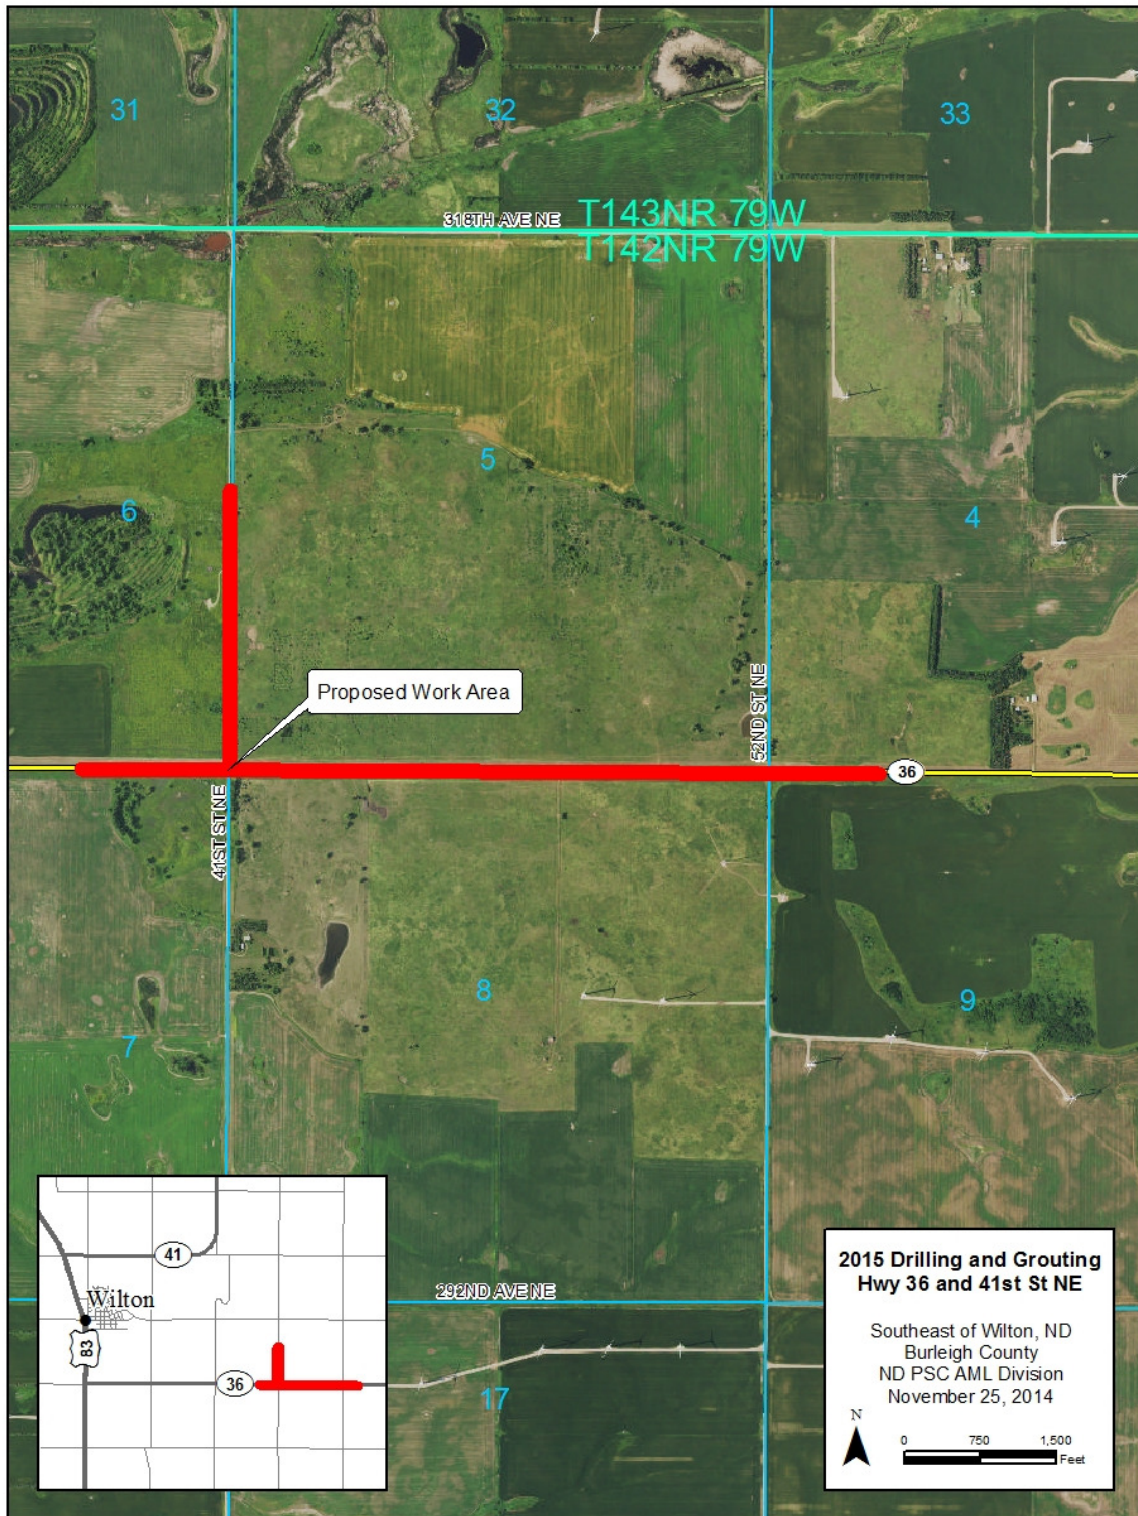 31
32
33
318TH AVE NE
T143NR 79W
T142NR 79W
5
6
4
Proposed Work Area
52ND ST NE
36
41ST ST NE
8
9
7
292ND AVE NE
17
41
Wilton
83
36
2015 Drilling and Grouting
Hwy 36 and 41st St NE
Southeast of Wilton, ND
Burleigh County
ND PSC AML Division
November 25, 2014
N
0 750 1,500
Feet